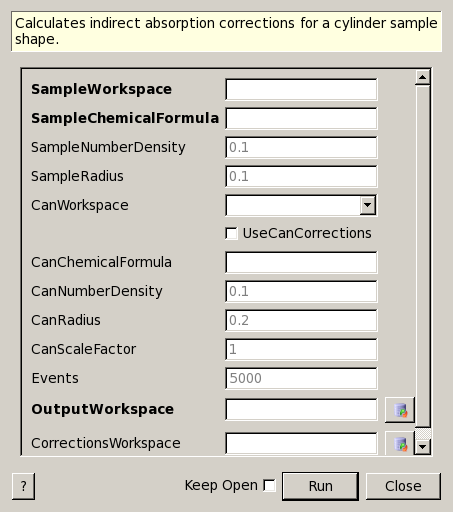 Calculates indirect absorption corrections for a cylinder sample
shape.
SampleWorkspace
SampleChemicalFormula
SampleNumberDensity 0.1
SampleRadius 0.1
CanWorkspace
UseCanCorrections
CanChemicalFormula
CanNumberDensity 0.1
CanRadius 0.2
CanScaleFactor 1
Events 5000
OutputWorkspace
CorrectionsWorkspace
? Keep Open Run Close